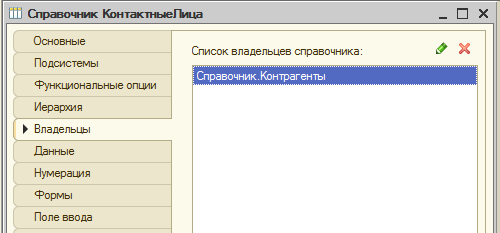 Справочник КонтактныеЛица
Основные
Подсистемы
Функциональные опции
Иерархия
Владельцы
Данные
Нумерация
Формы
Поле ввода
Список владельцев справочника:
Справочник.Контрагенты